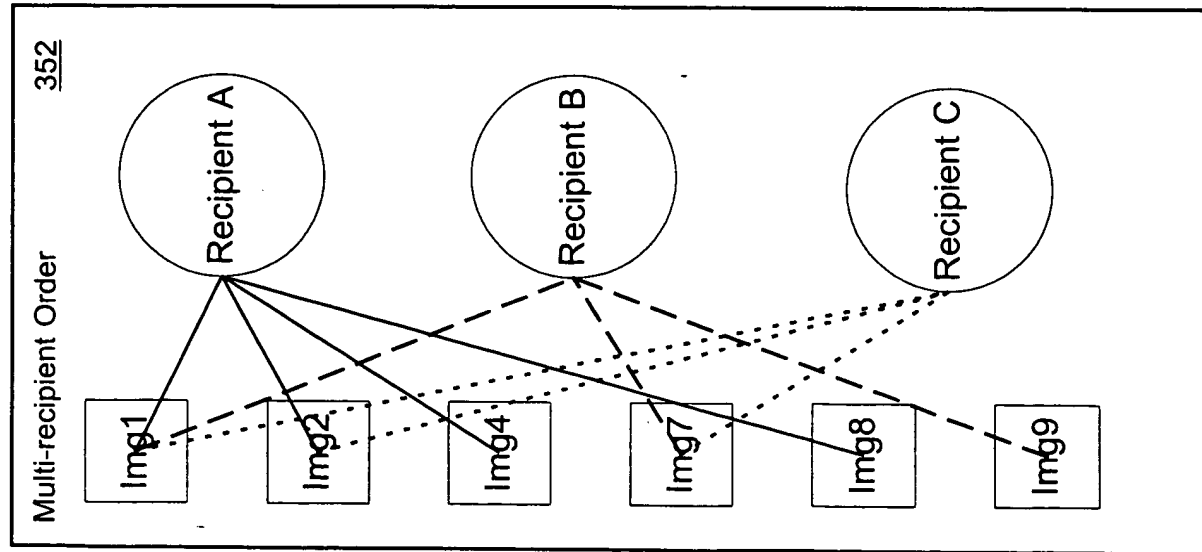 Multi-recipient Order
352
Img1
Img2
Img4
Img7
Img8
Img9
Recipient A
Recipient B
Recipient C